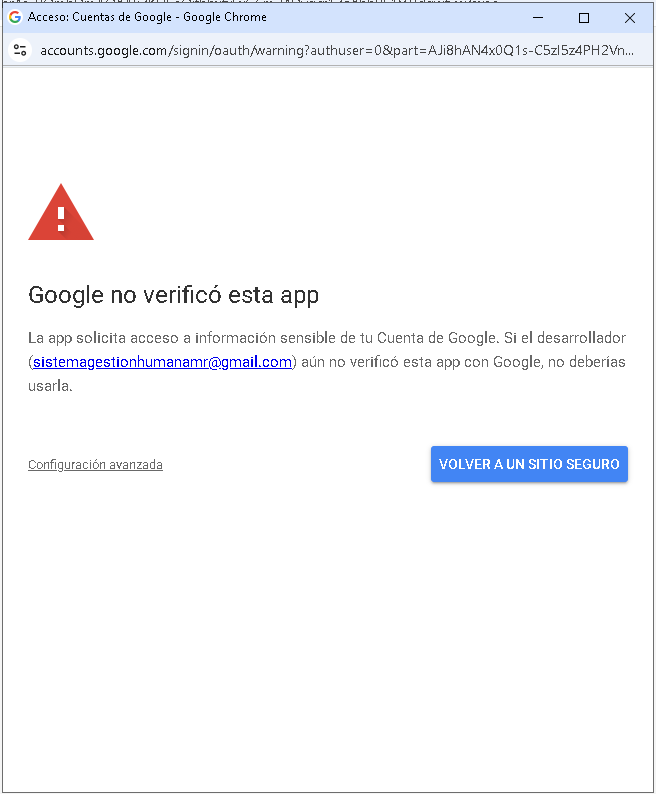 Acceso: Cuentas de Google - Google Chrome
accounts.google.com/signin/oauth/warning?authuser=0&part=AJi8hAN4x0Q1s-C5zI5z4PH2Vn...
Google no verificó esta app
La app solicita acceso a información sensible de tu Cuenta de Google. Si el desarrollador
(sistemagestionhumanamr@gmail.com) aún no verificó esta app con Google, no deberías
usarla.
Configuración avanzada
VOLVER A UN SITIO SEGURO